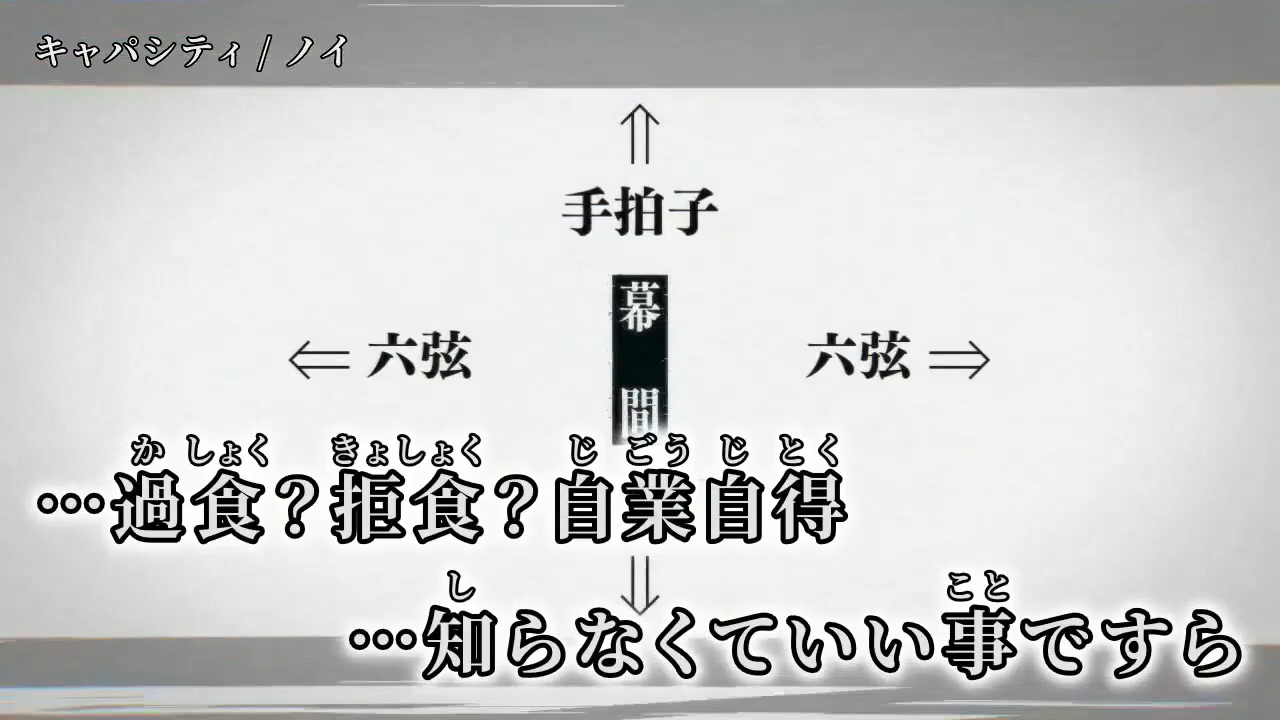 キャパシティ / ノイ
⇑
手拍子
幕間
⇐ 六弦
六弦 ⇒
か しょく きょしょく じ ごう じ とく
…過食？拒食？自業自得
⇓
し こと
…知らなくていい事ですら